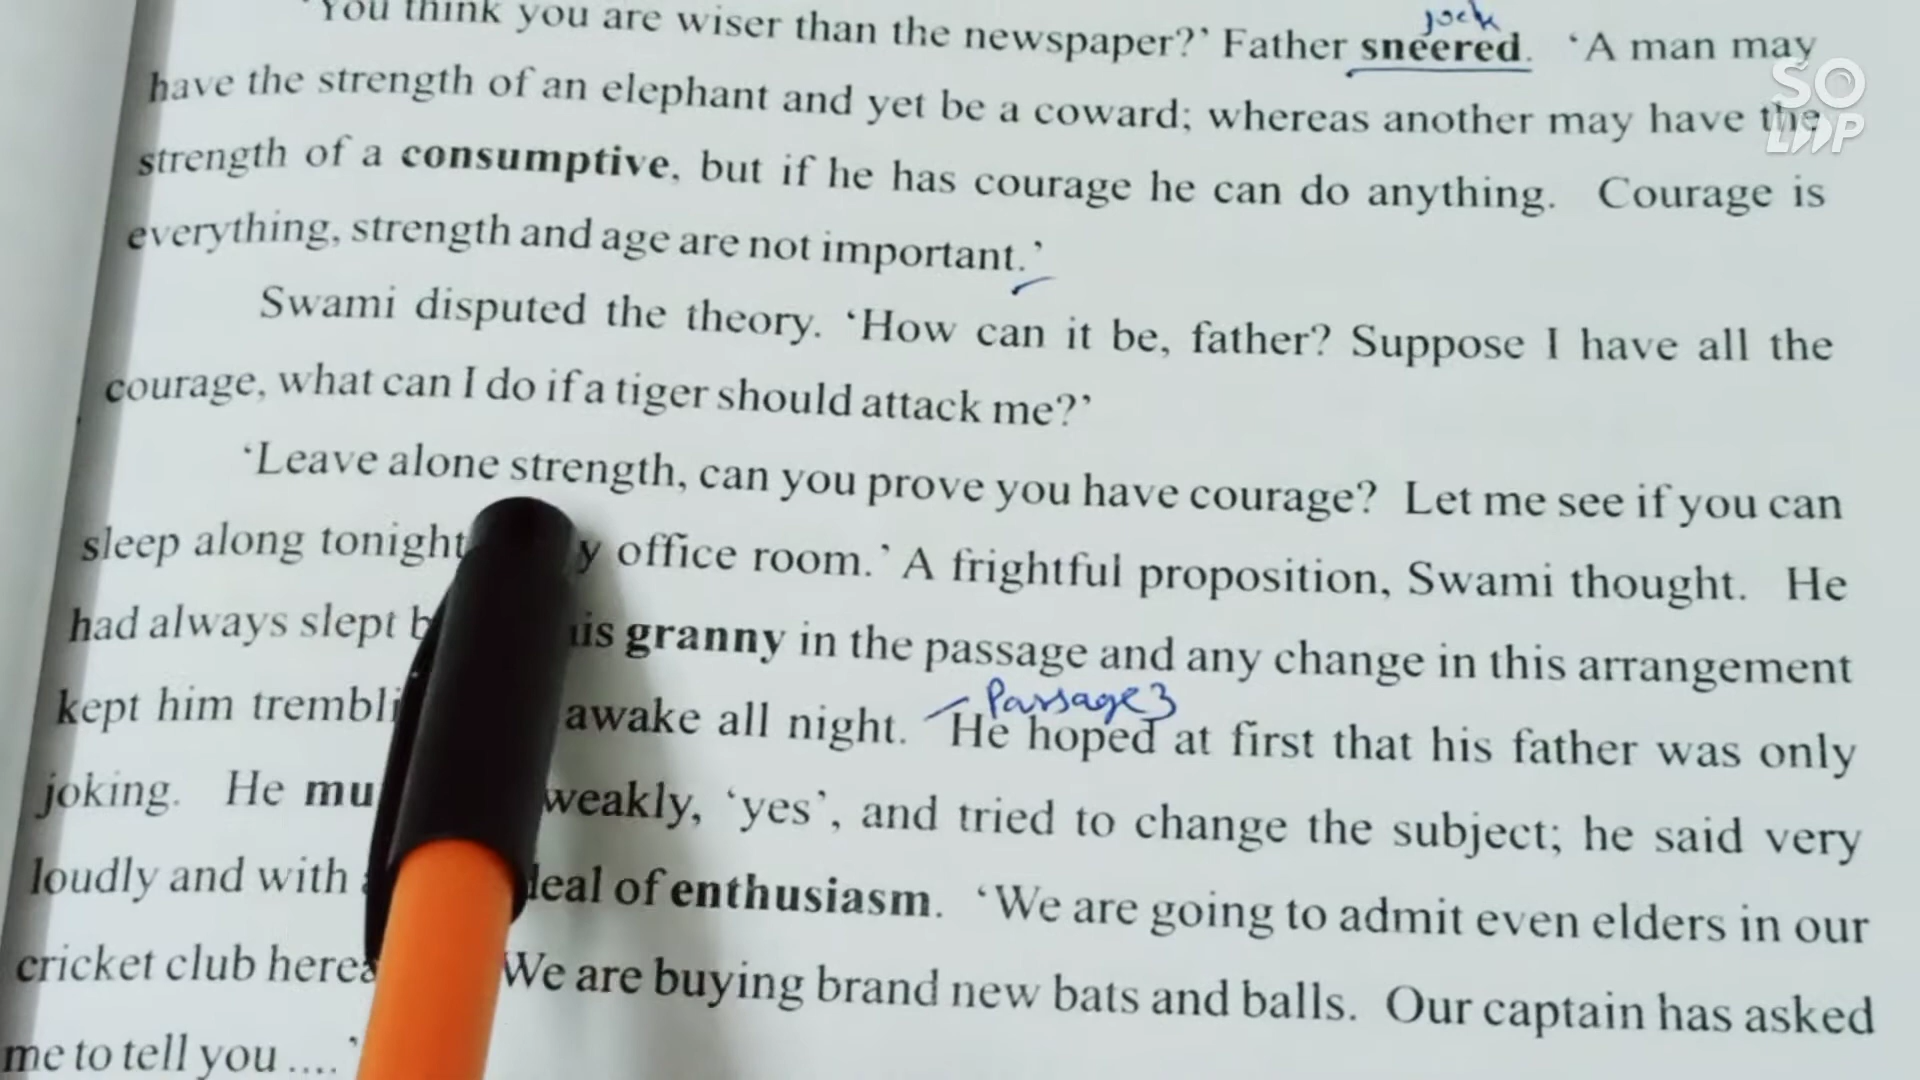 'You think you are wiser than the newspaper?' Father sneered. 'A man may
jock
have the strength of an elephant and yet be a coward; whereas another may have the
strength of a consumptive, but if he has courage he can do anything. Courage is
everything, strength and age are not important.'
Swami disputed the theory. 'How can it be, father? Suppose I have all the
courage, what can I do if a tiger should attack me?'
'Leave alone strength, can you prove you have courage? Let me see if you can
sleep along tonight office room.' A frightful proposition, Swami thought. He
had always slept granny in the passage and any change in this arrangement
Passage 3
kept him awake all night. He hoped at first that his father was only
joking. He weakly, 'yes', and tried to change the subject; he said very
loudly and with deal of enthusiasm. 'We are going to admit even elders in our
cricket club We are buying brand new bats and balls. Our captain has asked
me to tell you ....'
SOLOOP